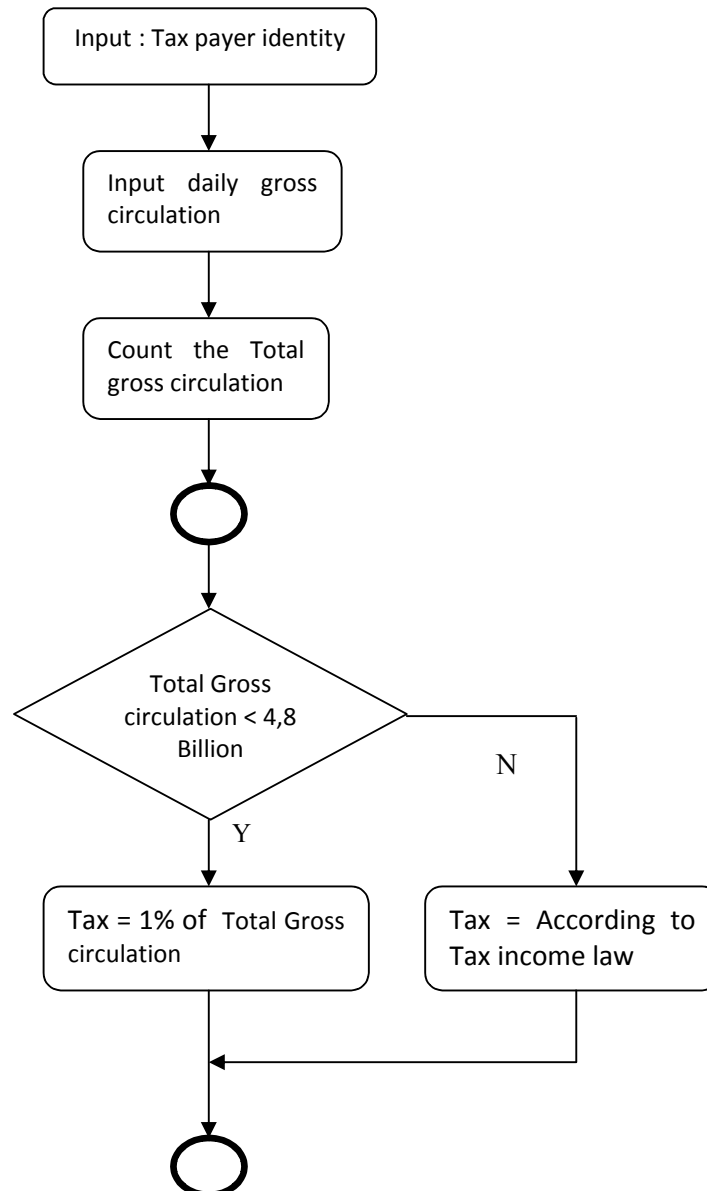 Input : Tax payer identity
Input daily gross
circulation
Count the Total
gross circulation
Total Gross
circulation < 4,8
Billion
N
Y
Tax = 1% of Total Gross
circulation
Tax = According to
Tax income law